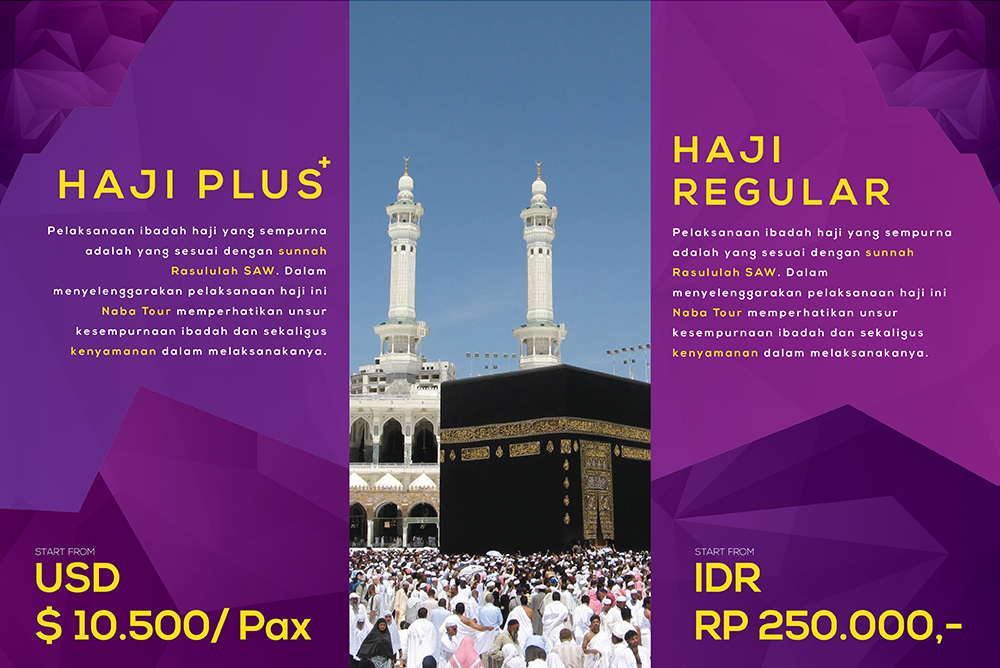 HAJI PLUS+
Pelaksanaan ibadah haji yang sempurna
adalah yang sesuai dengan sunnah
Rasululah SAW. Dalam
menyelenggarakan pelaksanaan haji ini
Naba Tour memperhatikan unsur
kesempurnaan ibadah dan sekaligus
kenyamanan dalam melaksanakanya.
START FROM
USD
$ 10.500/ Pax
HAJI
REGULAR
Pelaksanaan ibadah haji yang sempurna
adalah yang sesuai dengan sunnah
Rasululah SAW. Dalam
menyelenggarakan pelaksanaan haji ini
Naba Tour memperhatikan unsur
kesempurnaan ibadah dan sekaligus
kenyamanan dalam melaksanakanya.
START FROM
IDR
RP 250.000,-